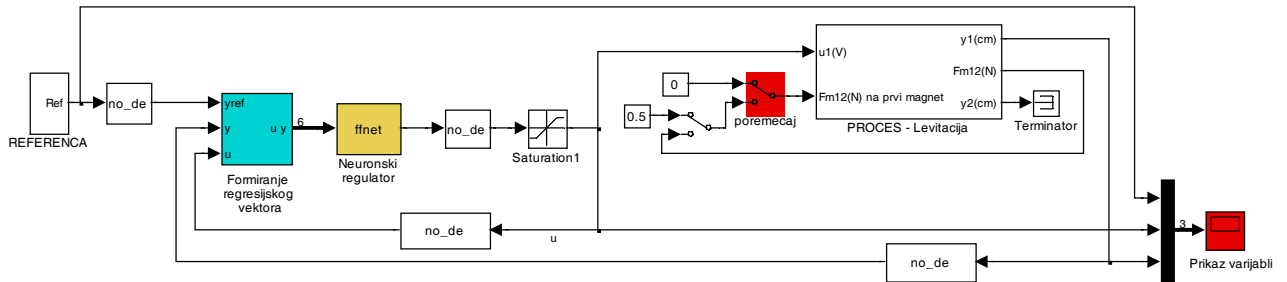 Ref
REFERENCA
no_de
yref
y
u
u y
Formiranje
regresijskog
vektora
6
ffnet
Neuronski
regulator
no_de
Saturation1
0
0.5
poremecaj
u1(V)
Fm12(N) na prvi magnet
y1(cm)
Fm12(N)
y2(cm)
PROCES - Levitacija
Terminator
no_de
u
no_de
3
Prikaz varijabli